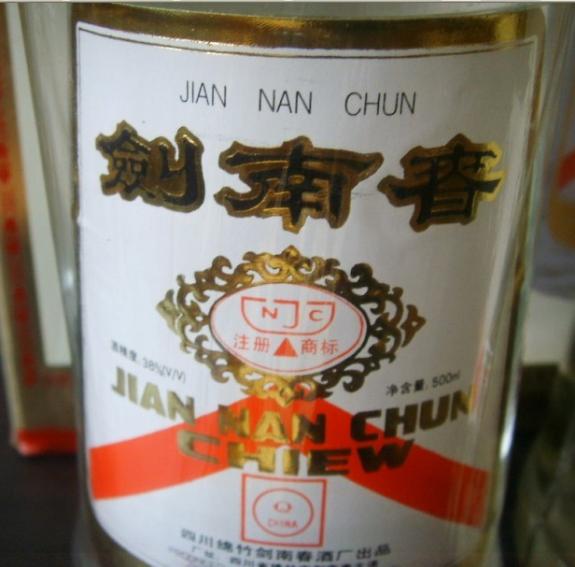 JIAN NAN CHUN
劍南春
NJC
注册 商标
酒精度:38%(V/V)
净含量:500ml
JIAN NAN CHUN
CHIEW
CHINA
四川绵竹剑南春酒厂出品